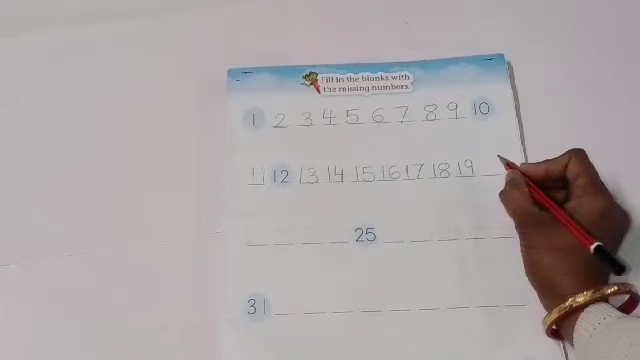 Fill in the blanks with
the missing numbers.
1 2 3 4 5 6 7 8 9 10
11 12 13 14 15 16 17 18 19
25
31